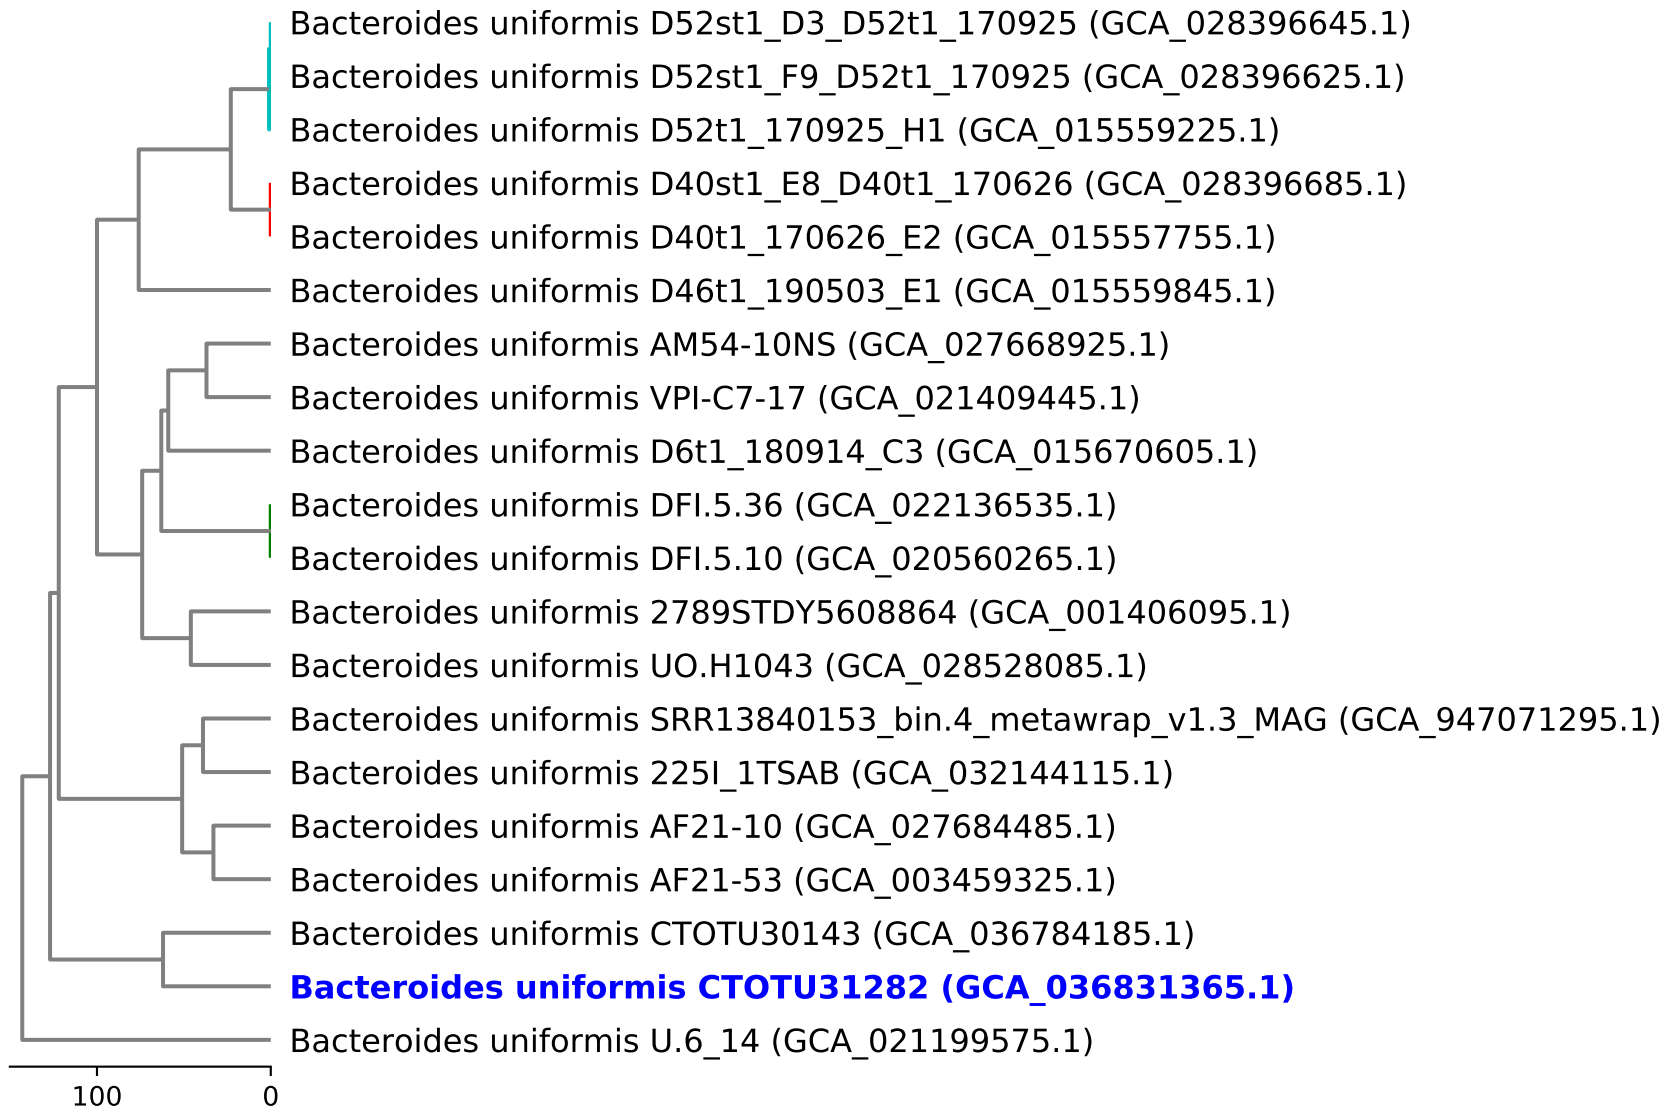 Bacteroides uniformis D52st1_D3_D52t1_170925 (GCA_028396645.1)
Bacteroides uniformis D52st1_F9_D52t1_170925 (GCA_028396625.1)
Bacteroides uniformis D52t1_170925_H1 (GCA_015559225.1)
Bacteroides uniformis D40st1_E8_D40t1_170626 (GCA_028396685.1)
Bacteroides uniformis D40t1_170626_E2 (GCA_015557755.1)
Bacteroides uniformis D46t1_190503_E1 (GCA_015559845.1)
Bacteroides uniformis AM54-10NS (GCA_027668925.1)
Bacteroides uniformis VPI-C7-17 (GCA_021409445.1)
Bacteroides uniformis D6t1_180914_C3 (GCA_015670605.1)
Bacteroides uniformis DFI.5.36 (GCA_022136535.1)
Bacteroides uniformis DFI.5.10 (GCA_020560265.1)
Bacteroides uniformis 2789STDY5608864 (GCA_001406095.1)
Bacteroides uniformis UO.H1043 (GCA_028528085.1)
Bacteroides uniformis SRR13840153_bin.4_metawrap_v1.3_MAG (GCA_947071295.1)
Bacteroides uniformis 225I_1TSAB (GCA_032144115.1)
Bacteroides uniformis AF21-10 (GCA_027684485.1)
Bacteroides uniformis AF21-53 (GCA_003459325.1)
Bacteroides uniformis CTOTU30143 (GCA_036784185.1)
Bacteroides uniformis CTOTU31282 (GCA_036831365.1)
Bacteroides uniformis U.6_14 (GCA_021199575.1)
100 0